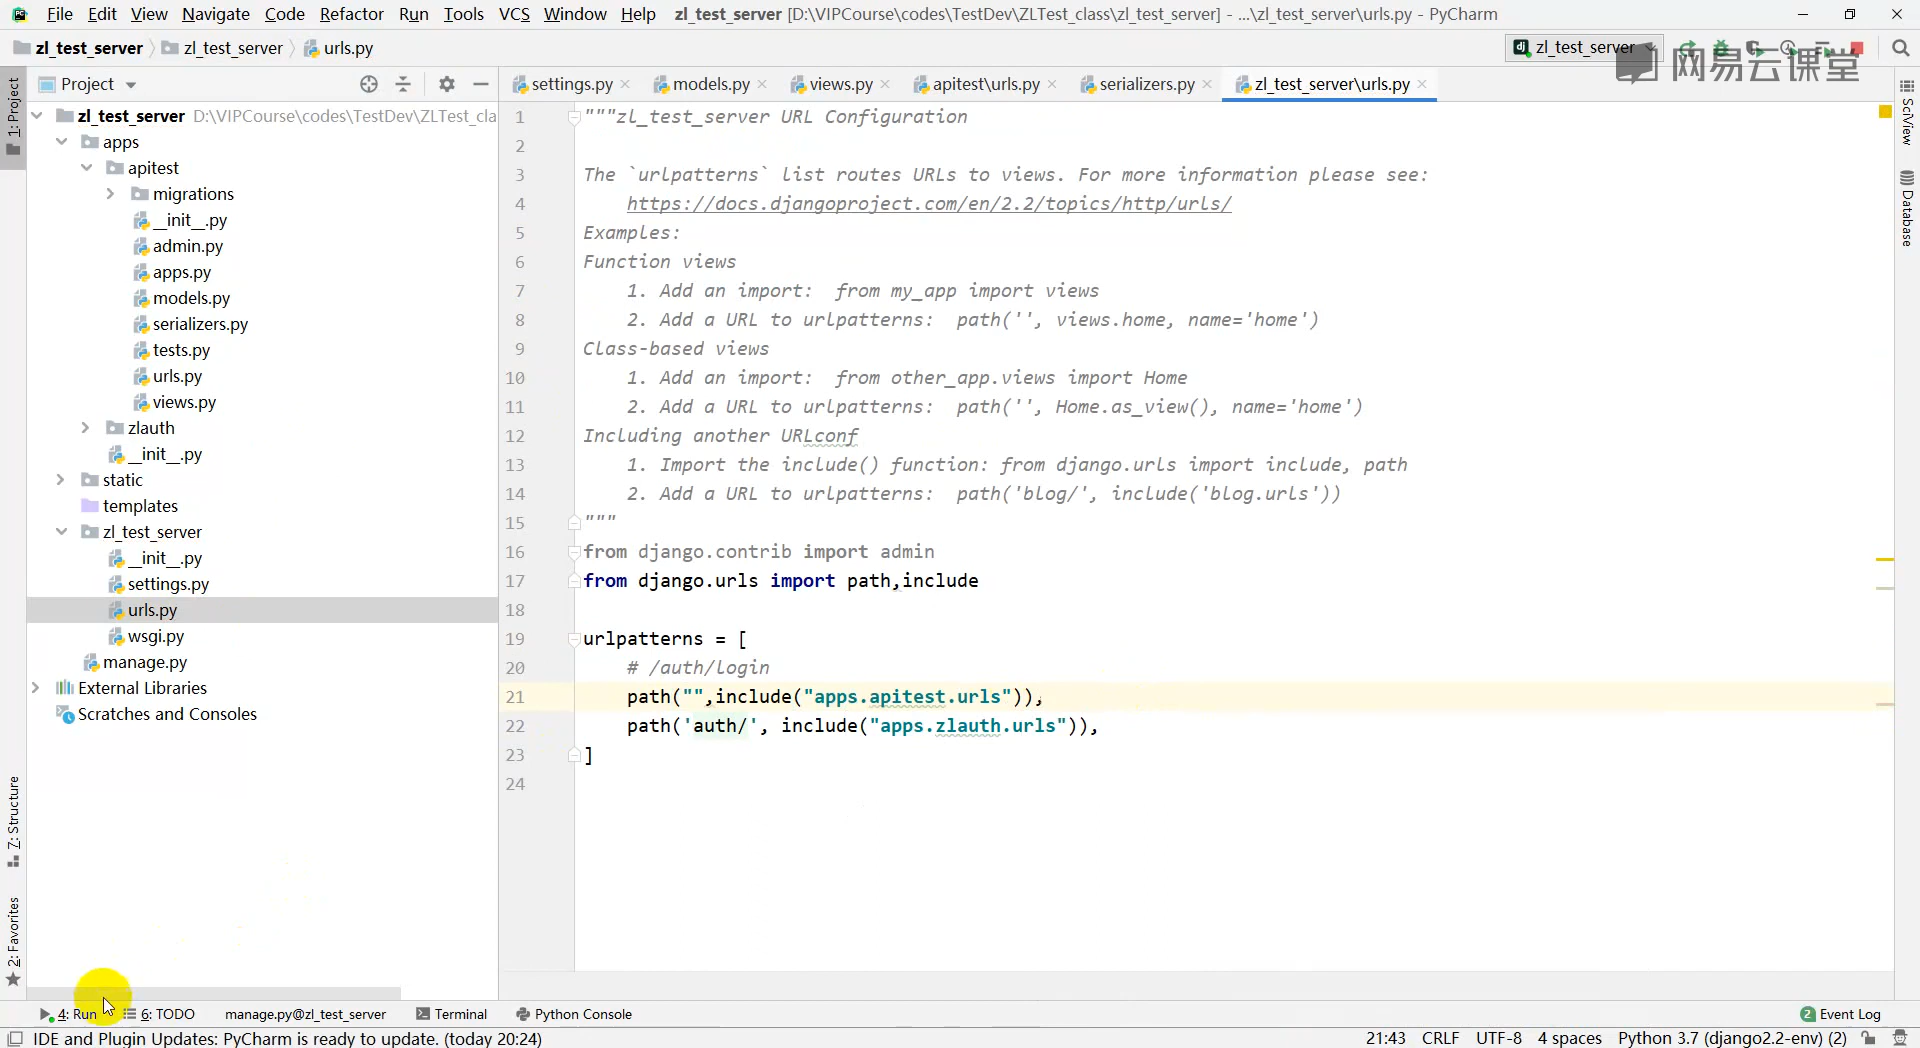 File Edit View Navigate Code Refactor Run Tools VCS Window Help zl_test_server [D:\VIPCourse\codes\TestDev\ZLTest_class\zl_test_server] - ...\zl_test_server\urls.py - PyCharm
zl_test_server zl_test_server urls.py zl_test_server
网易云课堂
Project
settings.py models.py views.py apitest\urls.py serializers.py zl_test_server\urls.py
1: Project
zl_test_server D:\VIPCourse\codes\TestDev\ZLTest_cla
apps
apitest
migrations
__init__.py
admin.py
apps.py
models.py
serializers.py
tests.py
urls.py
views.py
zlauth
__init__.py
static
templates
zl_test_server
__init__.py
settings.py
urls.py
wsgi.py
manage.py
External Libraries
Scratches and Consoles
Z: Structure
2: Favorites
1 """zl_test_server URL Configuration
2
3 The `urlpatterns` list routes URLs to views. For more information please see:
4 https://docs.djangoproject.com/en/2.2/topics/http/urls/
5 Examples:
6 Function views
7 1. Add an import:  from my_app import views
8 2. Add a URL to urlpatterns:  path('', views.home, name='home')
9 Class-based views
10 1. Add an import:  from other_app.views import Home
11 2. Add a URL to urlpatterns:  path('', Home.as_view(), name='home')
12 Including another URLconf
13 1. Import the include() function: from django.urls import include, path
14 2. Add a URL to urlpatterns:  path('blog/', include('blog.urls'))
15 """
16 from django.contrib import admin
17 from django.urls import path,include
18
19 urlpatterns = [
20 # /auth/login
21 path("",include("apps.apitest.urls")),
22 path('auth/', include("apps.zlauth.urls")),
23 ]
24
SciView
Database
4: Run 6: TODO manage.py@zl_test_server Terminal Python Console 2 Event Log
IDE and Plugin Updates: PyCharm is ready to update. (today 20:24) 21:43 CRLF UTF-8 4 spaces Python 3.7 (django2.2-env) (2)